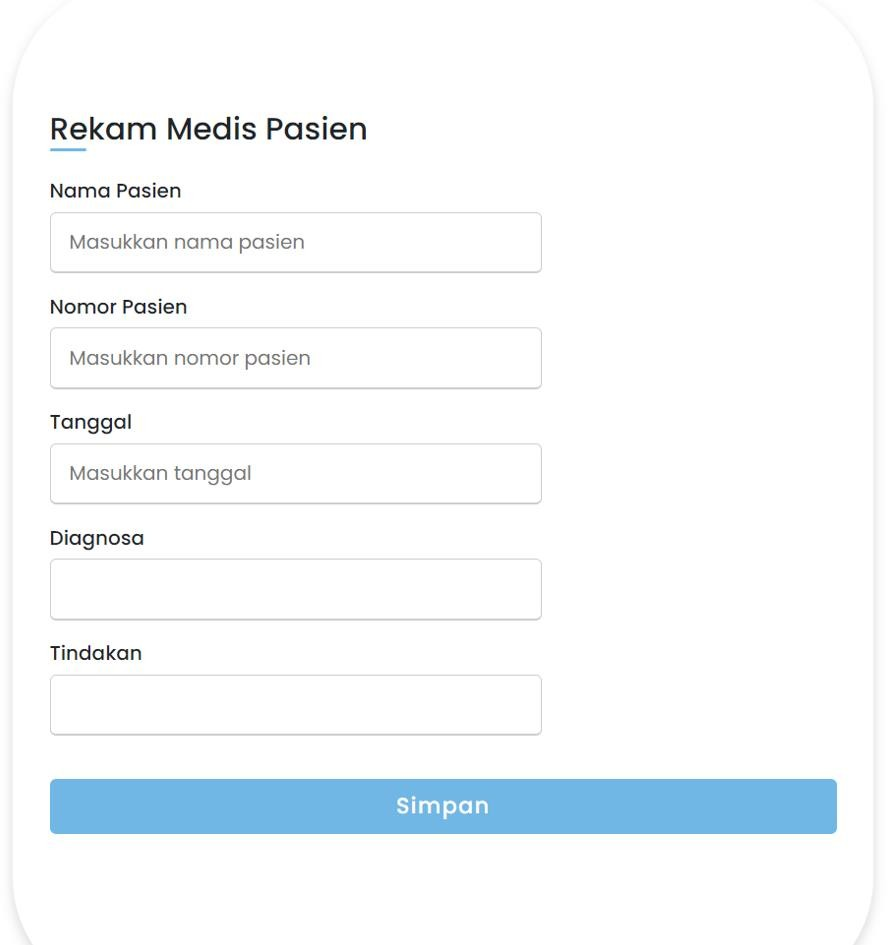 Rekam Medis Pasien
Nama Pasien
Masukkan nama pasien
Nomor Pasien
Masukkan nomor pasien
Tanggal
Masukkan tanggal
Diagnosa
Tindakan
Simpan